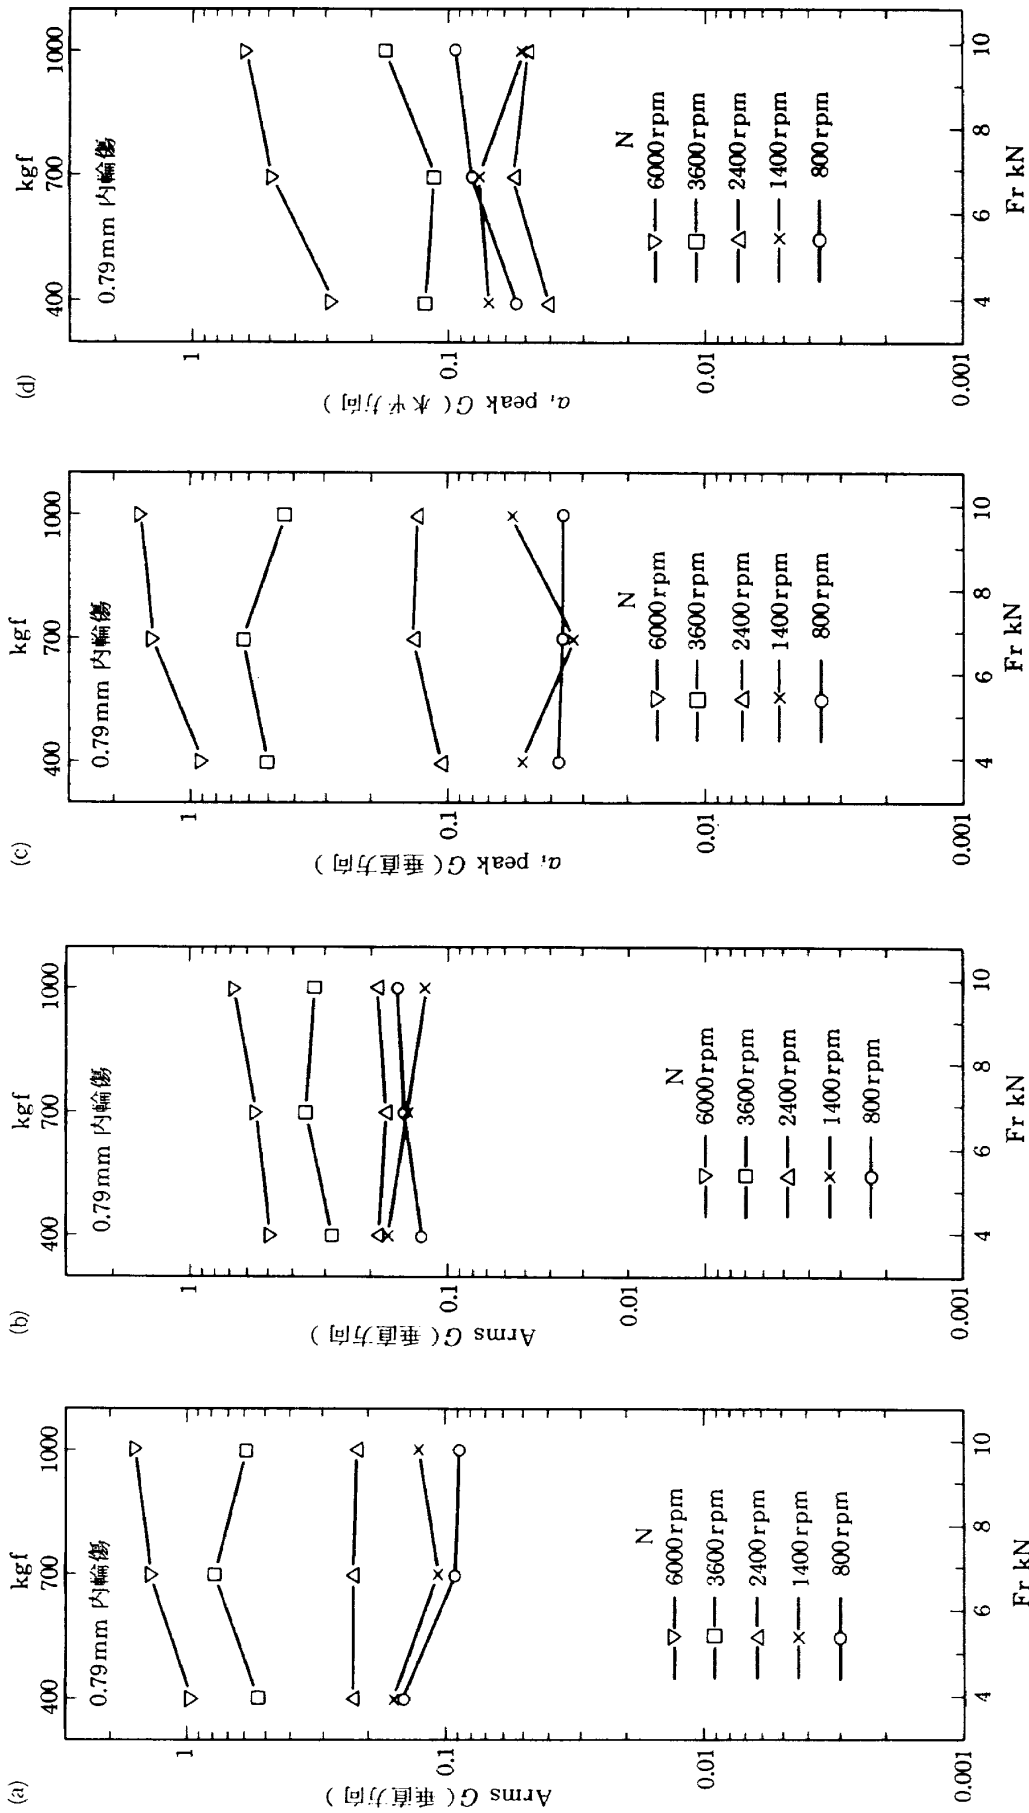 (a)
kgf
400
700
1000
0.79mm 内輪傷
Arms G(垂直方向)
1
0.1
0.01
0.001
N
6000rpm
3600rpm
2400rpm
1400rpm
800rpm
4
6
8
10
Fr kN
(b)
kgf
400
700
1000
0.79mm 内輪傷
Arms G(垂直方向)
1
0.1
0.01
0.001
N
6000rpm
3600rpm
2400rpm
1400rpm
800rpm
4
6
8
10
Fr kN
(c)
kgf
400
700
1000
0.79mm 内輪傷
a, peak G(垂直方向)
1
0.1
0.01
0.001
N
6000rpm
3600rpm
2400rpm
1400rpm
800rpm
4
6
8
10
Fr kN
(d)
kgf
400
700
1000
0.79mm 内輪傷
a, peak G(水平方向)
1
0.1
0.01
0.001
N
6000rpm
3600rpm
2400rpm
1400rpm
800rpm
4
6
8
10
Fr kN